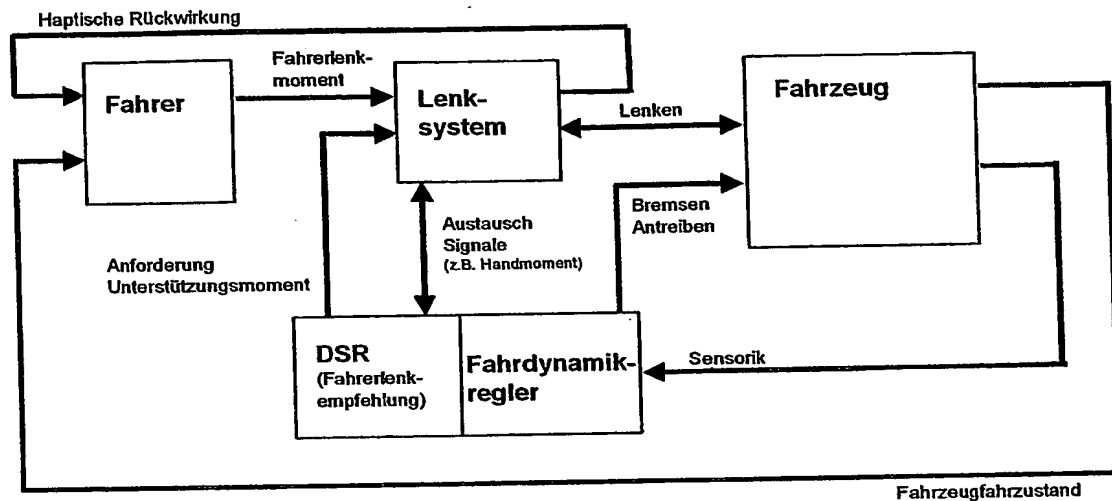 Haptische Rückwirkung
Fahrer
Fahrerlenk-
moment
Lenk-
system
Lenken
Fahrzeug
Anforderung
Unterstützungsmoment
Austausch
Signale
(z.B. Handmoment)
Bremsen
Antreiben
DSR
(Fahrerlenk-
empfehlung)
Fahrdynamik-
regler
Sensorik
Fahrzeugfahrzustand